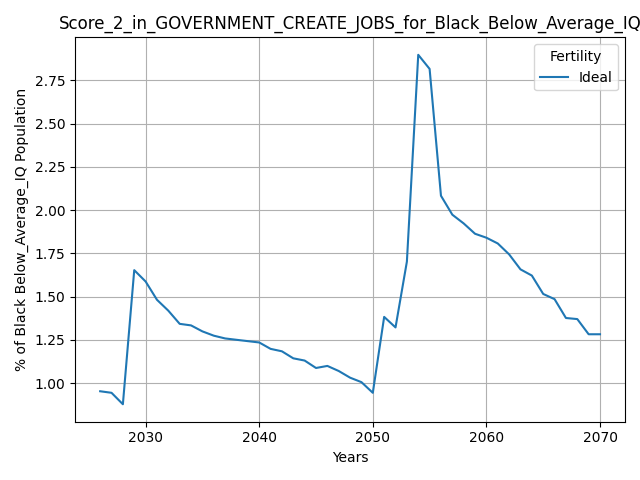 Score_2_in_GOVERNMENT_CREATE_JOBS_for_Black_Below_Average_IQ
Fertility
Ideal
% of Black Below_Average_IQ Population
2.75
2.50
2.25
2.00
1.75
1.50
1.25
1.00
2030 2040 2050 2060 2070
Years